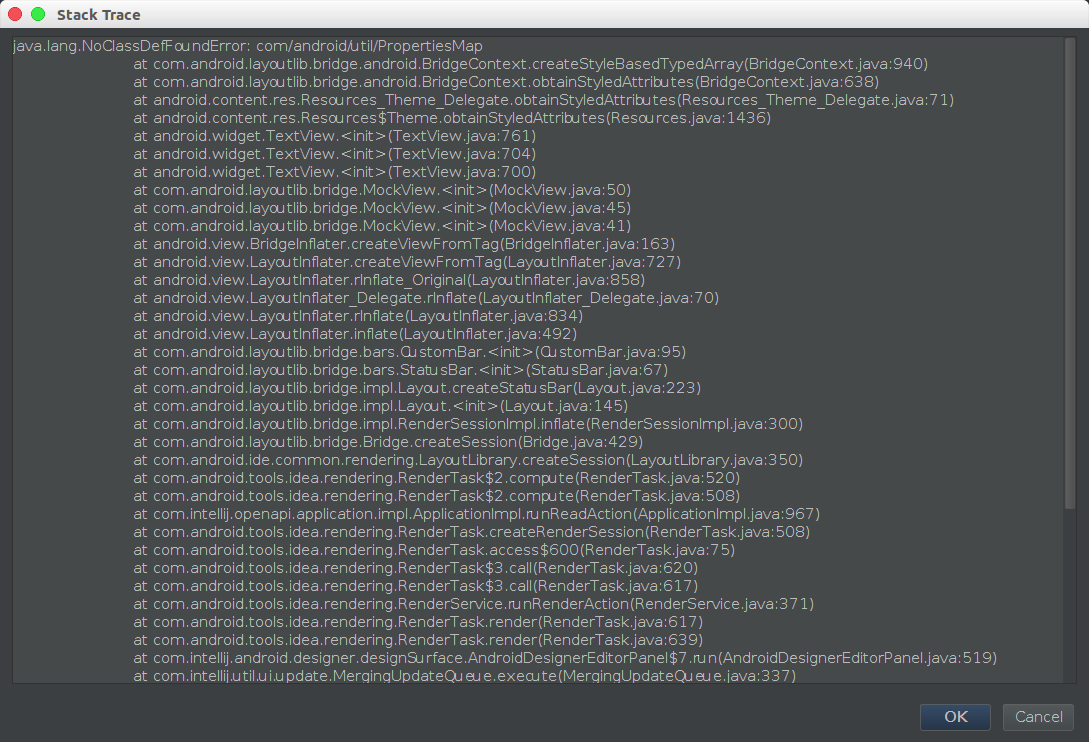 Stack Trace
java.lang.NoClassDefFoundError: com/android/util/PropertiesMap
at com.android.layoutlib.bridge.android.BridgeContext.createStyleBasedTypedArray(BridgeContext.java:940)
at com.android.layoutlib.bridge.android.BridgeContext.obtainStyledAttributes(BridgeContext.java:638)
at android.content.res.Resources_Theme_Delegate.obtainStyledAttributes(Resources_Theme_Delegate.java:71)
at android.content.res.Resources$Theme.obtainStyledAttributes(Resources.java:1436)
at android.widget.TextView.<init>(TextView.java:761)
at android.widget.TextView.<init>(TextView.java:704)
at android.widget.TextView.<init>(TextView.java:700)
at com.android.layoutlib.bridge.MockView.<init>(MockView.java:50)
at com.android.layoutlib.bridge.MockView.<init>(MockView.java:45)
at com.android.layoutlib.bridge.MockView.<init>(MockView.java:41)
at android.view.BridgeInflater.createViewFromTag(BridgeInflater.java:163)
at android.view.LayoutInflater.createViewFromTag(LayoutInflater.java:727)
at android.view.LayoutInflater.rInflate_Original(LayoutInflater.java:858)
at android.view.LayoutInflater_Delegate.rInflate(LayoutInflater_Delegate.java:70)
at android.view.LayoutInflater.rInflate(LayoutInflater.java:834)
at android.view.LayoutInflater.inflate(LayoutInflater.java:492)
at com.android.layoutlib.bridge.bars.CustomBar.<init>(CustomBar.java:95)
at com.android.layoutlib.bridge.bars.StatusBar.<init>(StatusBar.java:67)
at com.android.layoutlib.bridge.impl.Layout.createStatusBar(Layout.java:223)
at com.android.layoutlib.bridge.impl.Layout.<init>(Layout.java:145)
at com.android.layoutlib.bridge.impl.RenderSessionImpl.inflate(RenderSessionImpl.java:300)
at com.android.layoutlib.bridge.Bridge.createSession(Bridge.java:429)
at com.android.ide.common.rendering.LayoutLibrary.createSession(LayoutLibrary.java:350)
at com.android.tools.idea.rendering.RenderTask$2.compute(RenderTask.java:520)
at com.android.tools.idea.rendering.RenderTask$2.compute(RenderTask.java:508)
at com.intellij.openapi.application.impl.ApplicationImpl.runReadAction(ApplicationImpl.java:967)
at com.android.tools.idea.rendering.RenderTask.createRenderSession(RenderTask.java:508)
at com.android.tools.idea.rendering.RenderTask.access$600(RenderTask.java:75)
at com.android.tools.idea.rendering.RenderTask$3.call(RenderTask.java:620)
at com.android.tools.idea.rendering.RenderTask$3.call(RenderTask.java:617)
at com.android.tools.idea.rendering.RenderService.runRenderAction(RenderService.java:371)
at com.android.tools.idea.rendering.RenderTask.render(RenderTask.java:617)
at com.android.tools.idea.rendering.RenderTask.render(RenderTask.java:639)
at com.intellij.android.designer.designSurface.AndroidDesignerEditorPanel$7.run(AndroidDesignerEditorPanel.java:519)
at com.intellij.util.ui.update.MergingUpdateQueue.execute(MergingUpdateQueue.java:337)
OK Cancel